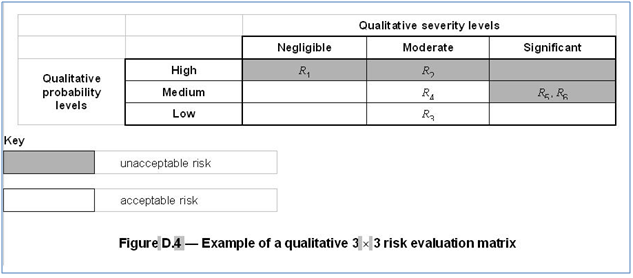 Qualitative severity levels
Negligible Moderate Significant
Qualitative probability levels
High R1 R2
Medium R4 R5, R6
Low R3
Key
unacceptable risk
acceptable risk
Figure D.4 — Example of a qualitative 3 × 3 risk evaluation matrix